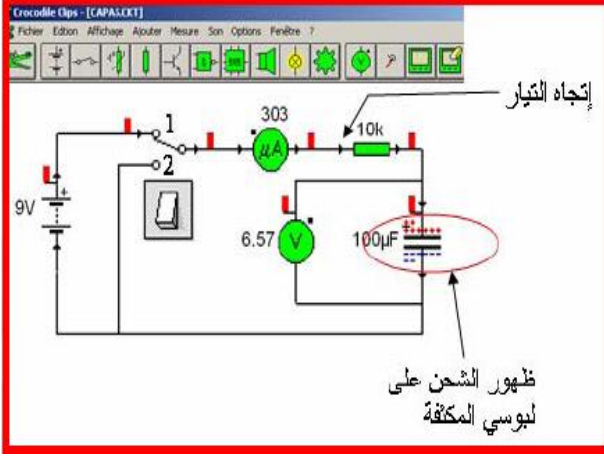 Crocodile Clips - [CAPAS.CKT]
Fichier Edition Affichage Ajouter Mesure Son Options Fenêtre ?
إتجاه التيار
303
1
µA
10k
2
9V
6.57
V
100µF
ظهور الشحن على
لبوسي المكثفة